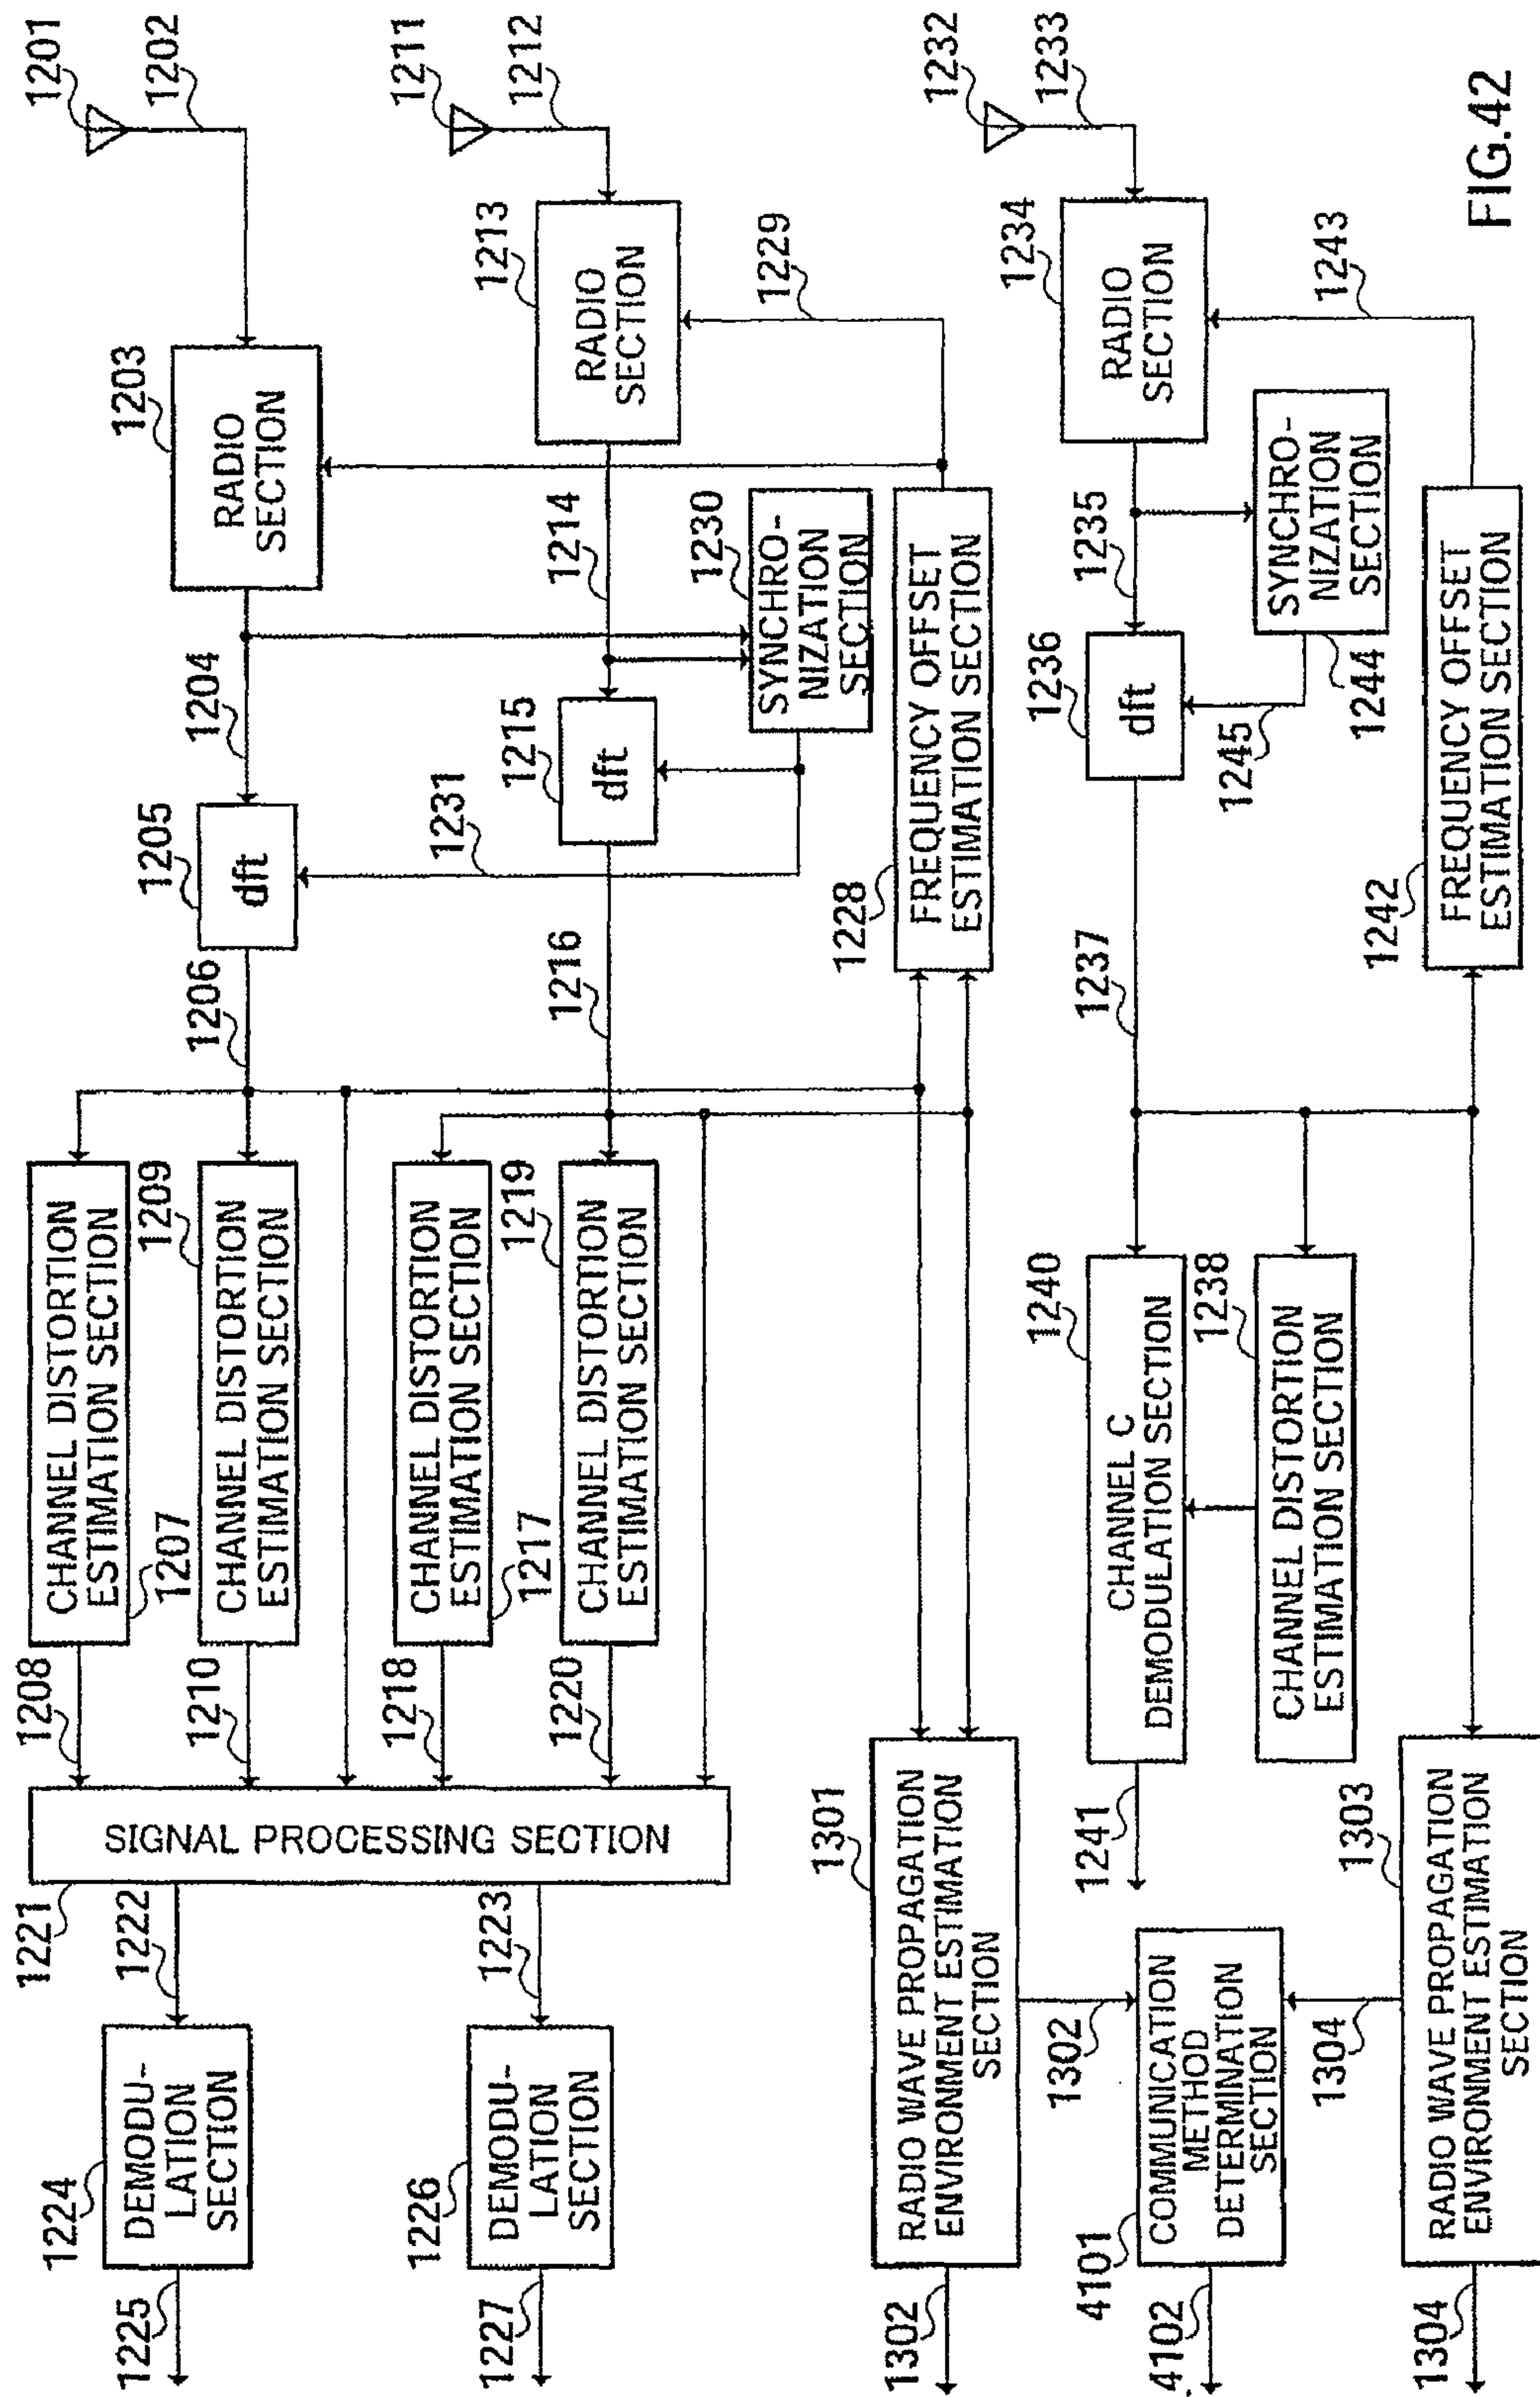 1201
1202
1203
RADIO
SECTION
1204
1205
dft
1206
CHANNEL DISTORTION
ESTIMATION SECTION
1207
1208
1209
CHANNEL DISTORTION
ESTIMATION SECTION
1210
1211
1212
1213
RADIO
SECTION
1229
1214
1230
SYNCHRO-
NIZATION
SECTION
1215
dft
1231
1216
CHANNEL DISTORTION
ESTIMATION SECTION
1217
1218
1219
CHANNEL DISTORTION
ESTIMATION SECTION
1220
SIGNAL PROCESSING SECTION
1221
1222
1223
1224
DEMODU-
LATION
SECTION
1225
1226
DEMODU-
LATION
SECTION
1227
1228
FREQUENCY OFFSET
ESTIMATION SECTION
1301
RADIO WAVE PROPAGATION
ENVIRONMENT ESTIMATION
SECTION
1302
1302
1232
1233
1234
RADIO
SECTION
1243
1235
SYNCHRO-
NIZATION
SECTION
1244
1236
dft
1245
1237
1242
FREQUENCY OFFSET
ESTIMATION SECTION
1240
CHANNEL C
DEMODULATION SECTION
1238
CHANNEL DISTORTION
ESTIMATION SECTION
1241
4101
COMMUNICATION
METHOD
DETERMINATION
SECTION
4102
1303
RADIO WAVE PROPAGATION
ENVIRONMENT ESTIMATION
SECTION
1304
1304
FIG.42